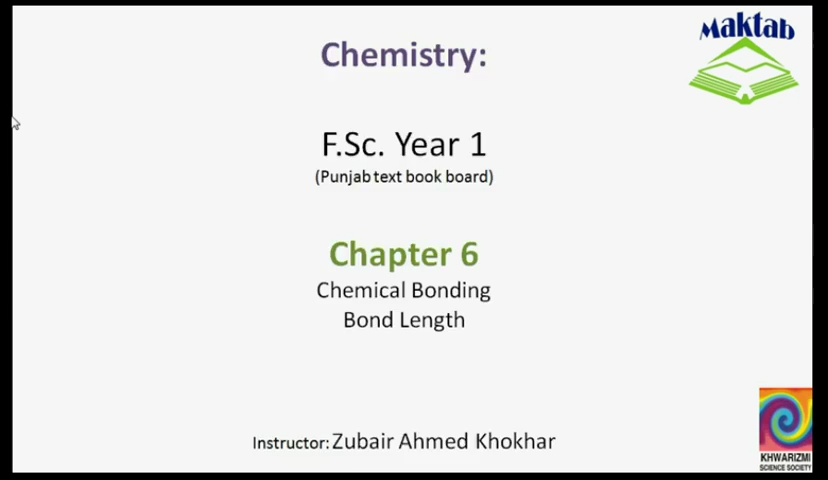 Maktab
Chemistry:
F.Sc. Year 1
(Punjab text book board)
Chapter 6
Chemical Bonding
Bond Length
Instructor: Zubair Ahmed Khokhar
KHWARIZMI
SCIENCE SOCIETY